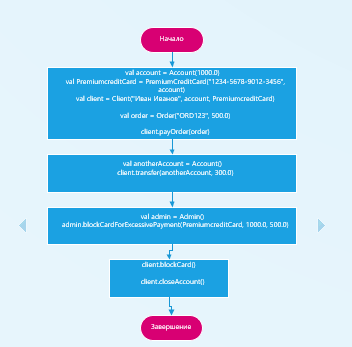 Начало
val account = Account(1000.0)
val PremiumcreditCard = PremiumCreditCard("1234-5678-9012-3456",
account)
val client = Client("Иван Иванов", account, PremiumcreditCard)
val order = Order("ORD123", 500.0)
client.payOrder(order)
val anotherAccount = Account()
client.transfer(anotherAccount, 300.0)
val admin = Admin()
admin.blockCardForExcessivePayment(PremiumcreditCard, 1000.0, 500.0)
client.blockCard()
client.closeAccount()
Завершение